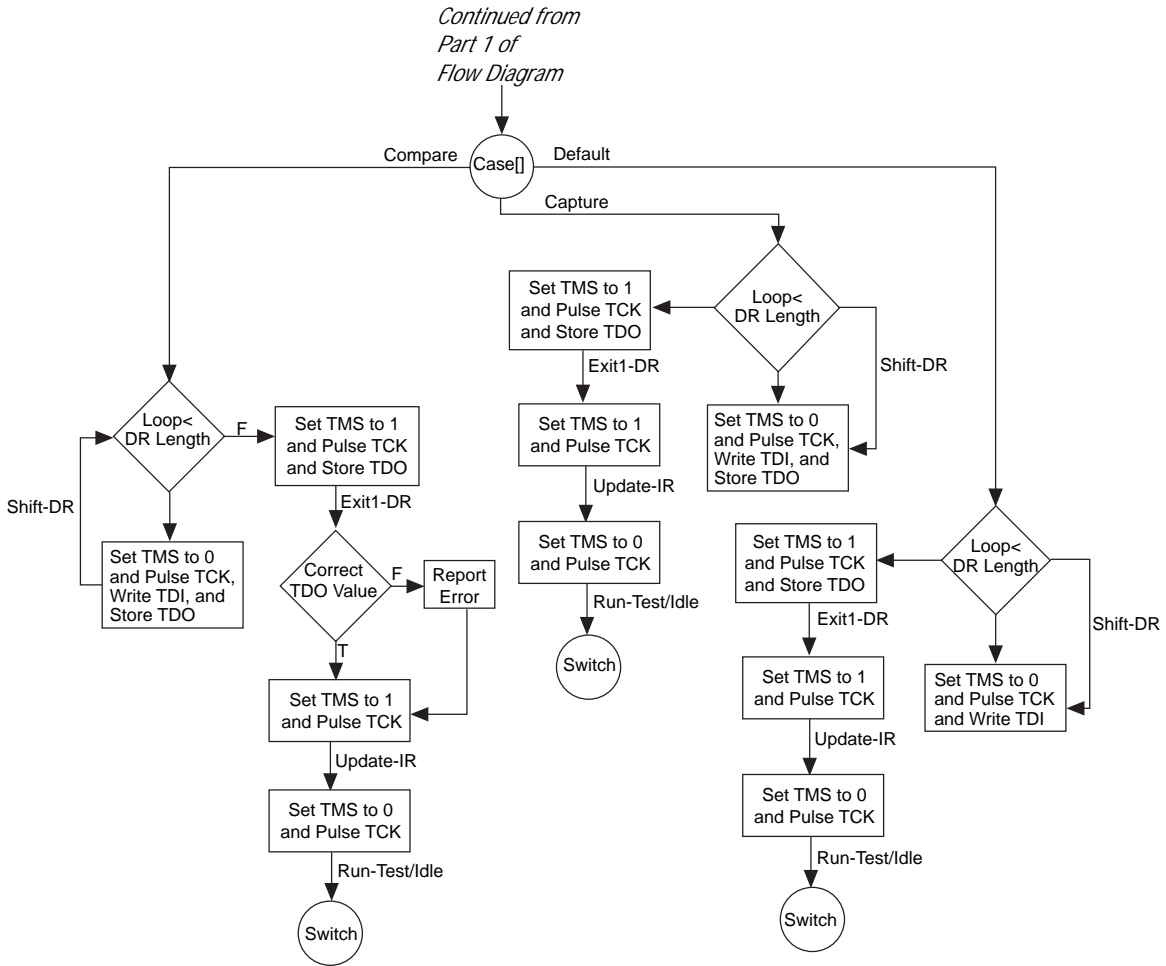 Continued from
Part 1 of
Flow Diagram
Case[]
Compare
Default
Capture
Loop<
DR Length
F
Shift-DR
Set TMS to 0
and Pulse TCK,
Write TDI, and
Store TDO
Set TMS to 1
and Pulse TCK
and Store TDO
Exit1-DR
Correct
TDO Value
F
Report
Error
T
Set TMS to 1
and Pulse TCK
Update-IR
Set TMS to 0
and Pulse TCK
Run-Test/Idle
Switch
Loop<
DR Length
Shift-DR
Set TMS to 0
and Pulse TCK,
Write TDI, and
Store TDO
Set TMS to 1
and Pulse TCK
and Store TDO
Exit1-DR
Set TMS to 1
and Pulse TCK
Update-IR
Set TMS to 0
and Pulse TCK
Run-Test/Idle
Switch
Loop<
DR Length
Shift-DR
Set TMS to 0
and Pulse TCK
and Write TDI
Set TMS to 1
and Pulse TCK
and Store TDO
Exit1-DR
Set TMS to 1
and Pulse TCK
Update-IR
Set TMS to 0
and Pulse TCK
Run-Test/Idle
Switch